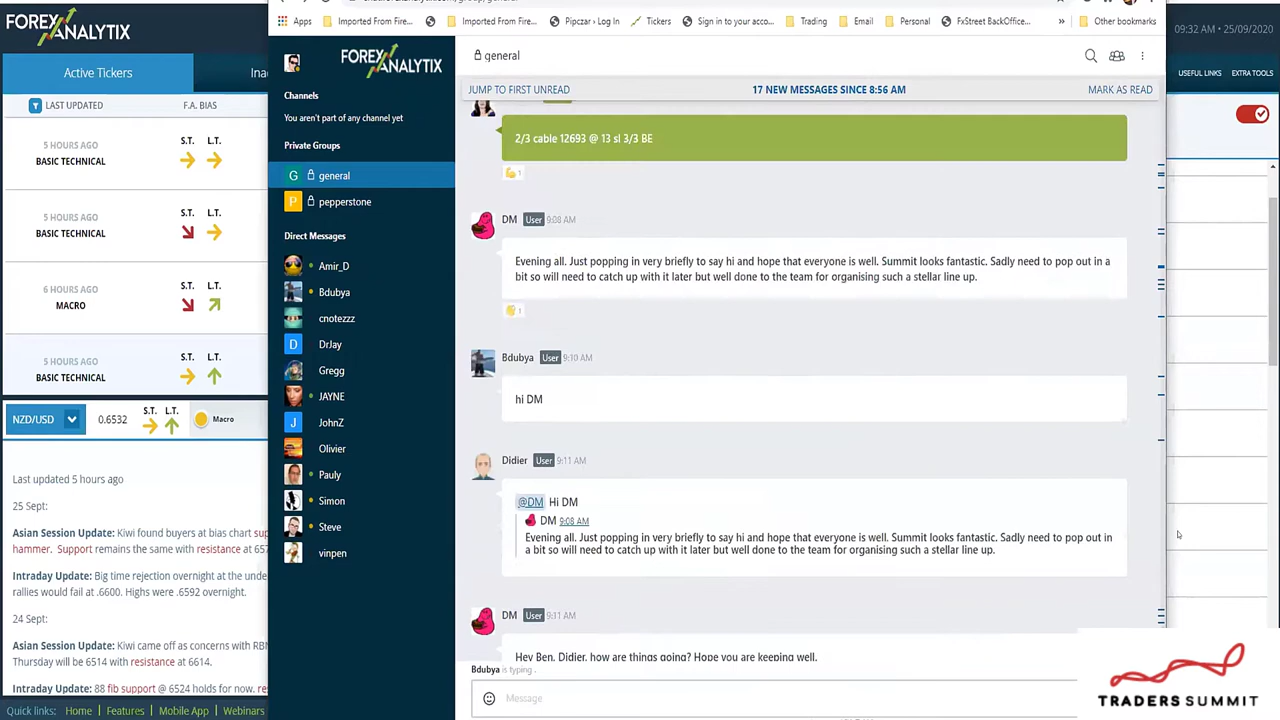 FOREX
ANALYTIX
09:32 AM - 25/09/2020
Active Tickers
Ina
USEFUL LINKS
EXTRA TOOLS
LAST UPDATED
F.A. BIAS
5 HOURS AGO
BASIC TECHNICAL
S.T. L.T.
5 HOURS AGO
BASIC TECHNICAL
S.T. L.T.
6 HOURS AGO
MACRO
S.T. L.T.
5 HOURS AGO
BASIC TECHNICAL
S.T. L.T.
NZD/USD
0.6532
S.T. L.T.
Macro
Last updated 5 hours ago
25 Sept:
Asian Session Update: Kiwi found buyers at bias chart sup
hammer. Support remains the same with resistance at 657
Intraday Update: Big time rejection overnight at the unde
rallies would fail at .6600. Highs were .6592 overnight.
24 Sept:
Asian Session Update: Kiwi came off as concerns with RBN
Thursday will be 6514 with resistance at 6614.
Intraday Update: 88 fib support @ 6524 holds for now. re
Quick links: Home | Features | Mobile App | Webinars
Apps
Imported From Fire...
Imported From Fire...
Pipczar › Log In
Tickers
Sign in to your acco...
Trading
Email
Personal
FxStreet BackOffice...
»
Other bookmarks
FOREX
ANALYTIX
Channels
You aren't part of any channel yet
Private Groups
G general
P pepperstone
Direct Messages
Amir_D
Bdubya
cnotezzz
D DrJay
Gregg
JAYNE
J JohnZ
Olivier
Pauly
Simon
Steve
vinpen
general
JUMP TO FIRST UNREAD
17 NEW MESSAGES SINCE 8:56 AM
MARK AS READ
2/3 cable 12693 @ 13 sl 3/3 BE
1
DM User 9:08 AM
Evening all. Just popping in very briefly to say hi and hope that everyone is well. Summit looks fantastic. Sadly need to pop out in a
bit so will need to catch up with it later but well done to the team for organising such a stellar line up.
1
Bdubya User 9:10 AM
hi DM
Didier User 9:11 AM
@DM Hi DM
DM 9:08 AM
Evening all. Just popping in very briefly to say hi and hope that everyone is well. Summit looks fantastic. Sadly need to pop out in
a bit so will need to catch up with it later but well done to the team for organising such a stellar line up.
DM User 9:11 AM
Hey Ben, Didier, how are things going? Hope you are keeping well.
Bdubya is typing .
Message
TRADERS SUMMIT